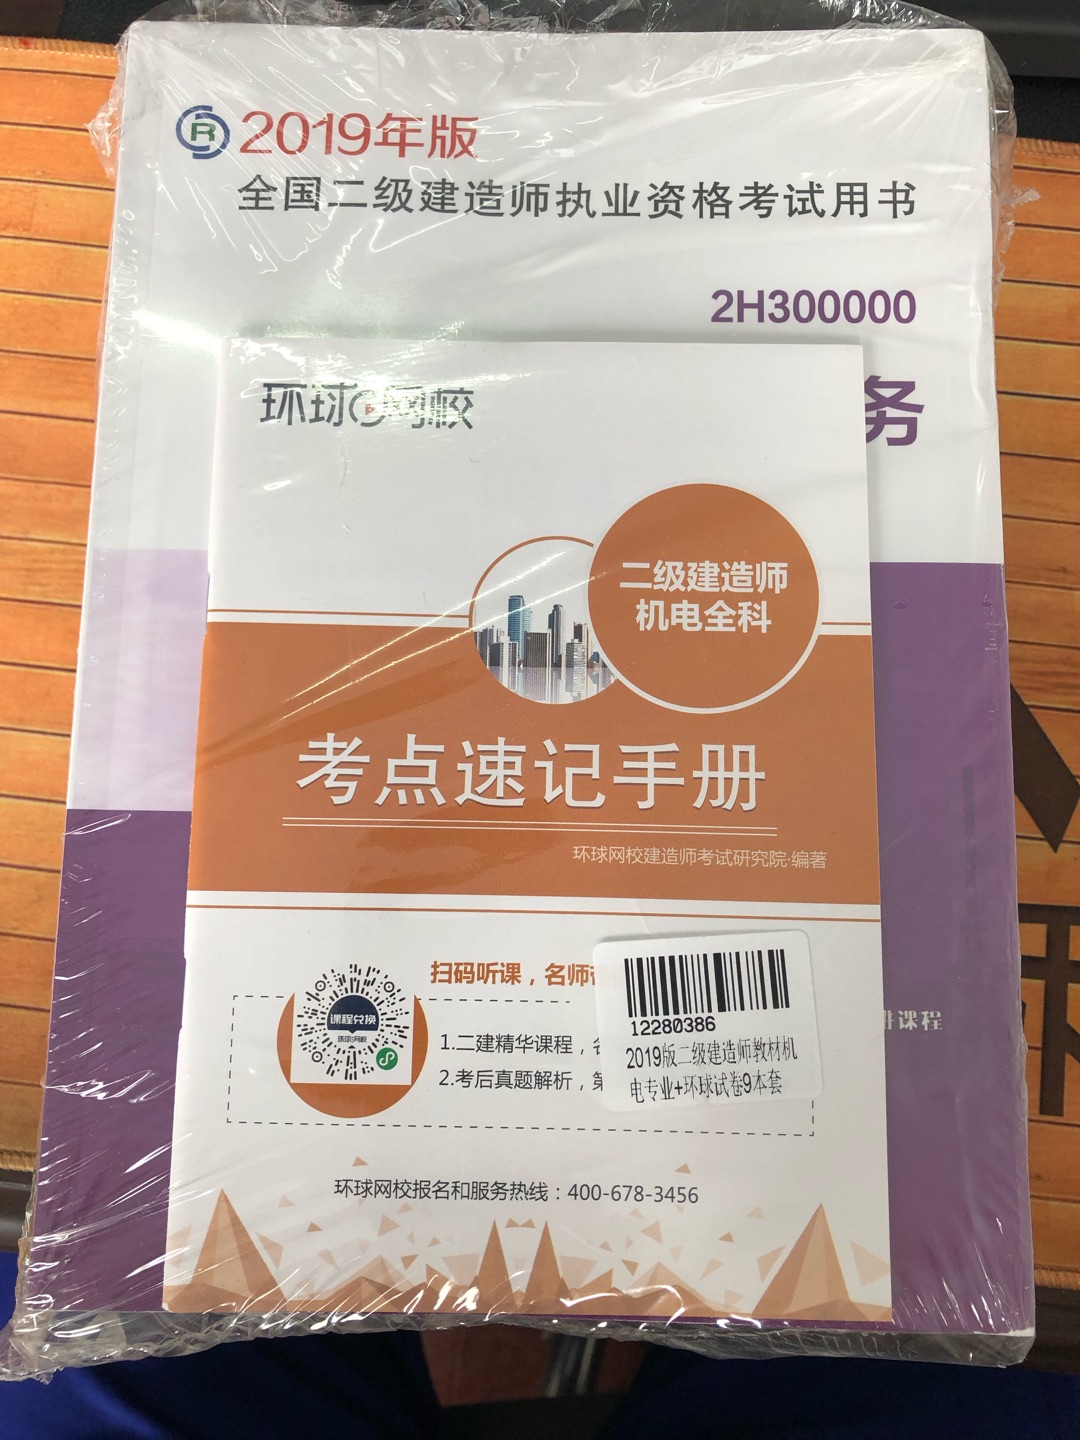 2019年版
全国二级建造师执业资格考试用书
2H300000
务
环球网校
二级建造师
机电全科
考点速记手册
环球网校建造师考试研究院·编著
扫码听课，名师
课程兑换
环球网校
1.二建精华课程，
2.考后真题解析，第
12280386
2019版二级建造师教材机
电专业+环球试卷9本套
课程
环球网校报名和服务热线：400-678-3456